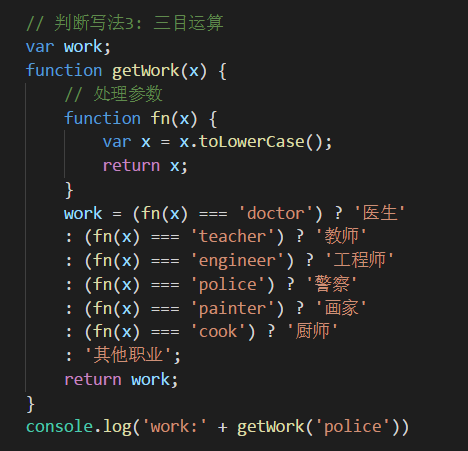 // 判断写法3: 三目运算
var work;
function getWork(x) {
    // 处理参数
    function fn(x) {
        var x = x.toLowerCase();
        return x;
    }
    work = (fn(x) === 'doctor') ? '医生'
    : (fn(x) === 'teacher') ? '教师'
    : (fn(x) === 'engineer') ? '工程师'
    : (fn(x) === 'police') ? '警察'
    : (fn(x) === 'painter') ? '画家'
    : (fn(x) === 'cook') ? '厨师'
    : '其他职业';
    return work;
}
console.log('work:' + getWork('police'))